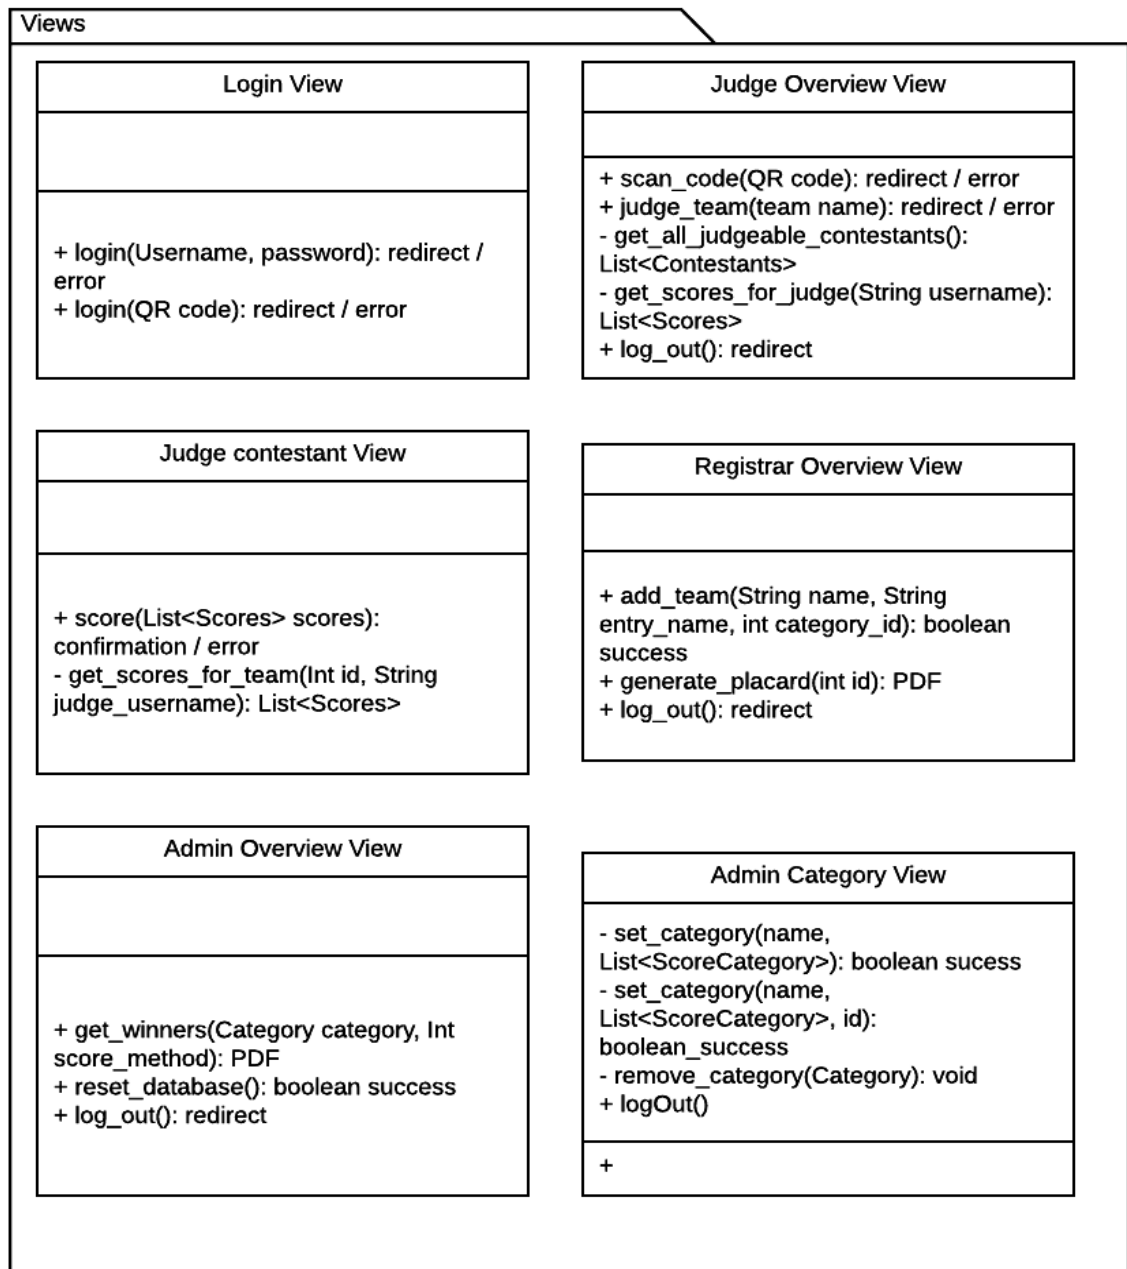 Views
Login View
+ login(Username, password): redirect /
error
+ login(QR code): redirect / error
Judge Overview View
+ scan_code(QR code): redirect / error
+ judge_team(team name): redirect / error
- get_all_judgeable_contestants():
List<Contestants>
- get_scores_for_judge(String username):
List<Scores>
+ log_out(): redirect
Judge contestant View
+ score(List<Scores> scores):
confirmation / error
- get_scores_for_team(Int id, String
judge_username): List<Scores>
Registrar Overview View
+ add_team(String name, String
entry_name, int category_id): boolean
success
+ generate_placard(int id): PDF
+ log_out(): redirect
Admin Overview View
+ get_winners(Category category, Int
score_method): PDF
+ reset_database(): boolean success
+ log_out(): redirect
Admin Category View
- set_category(name,
List<ScoreCategory>): boolean sucess
- set_category(name,
List<ScoreCategory>, id):
boolean_success
- remove_category(Category): void
+ logOut()
+